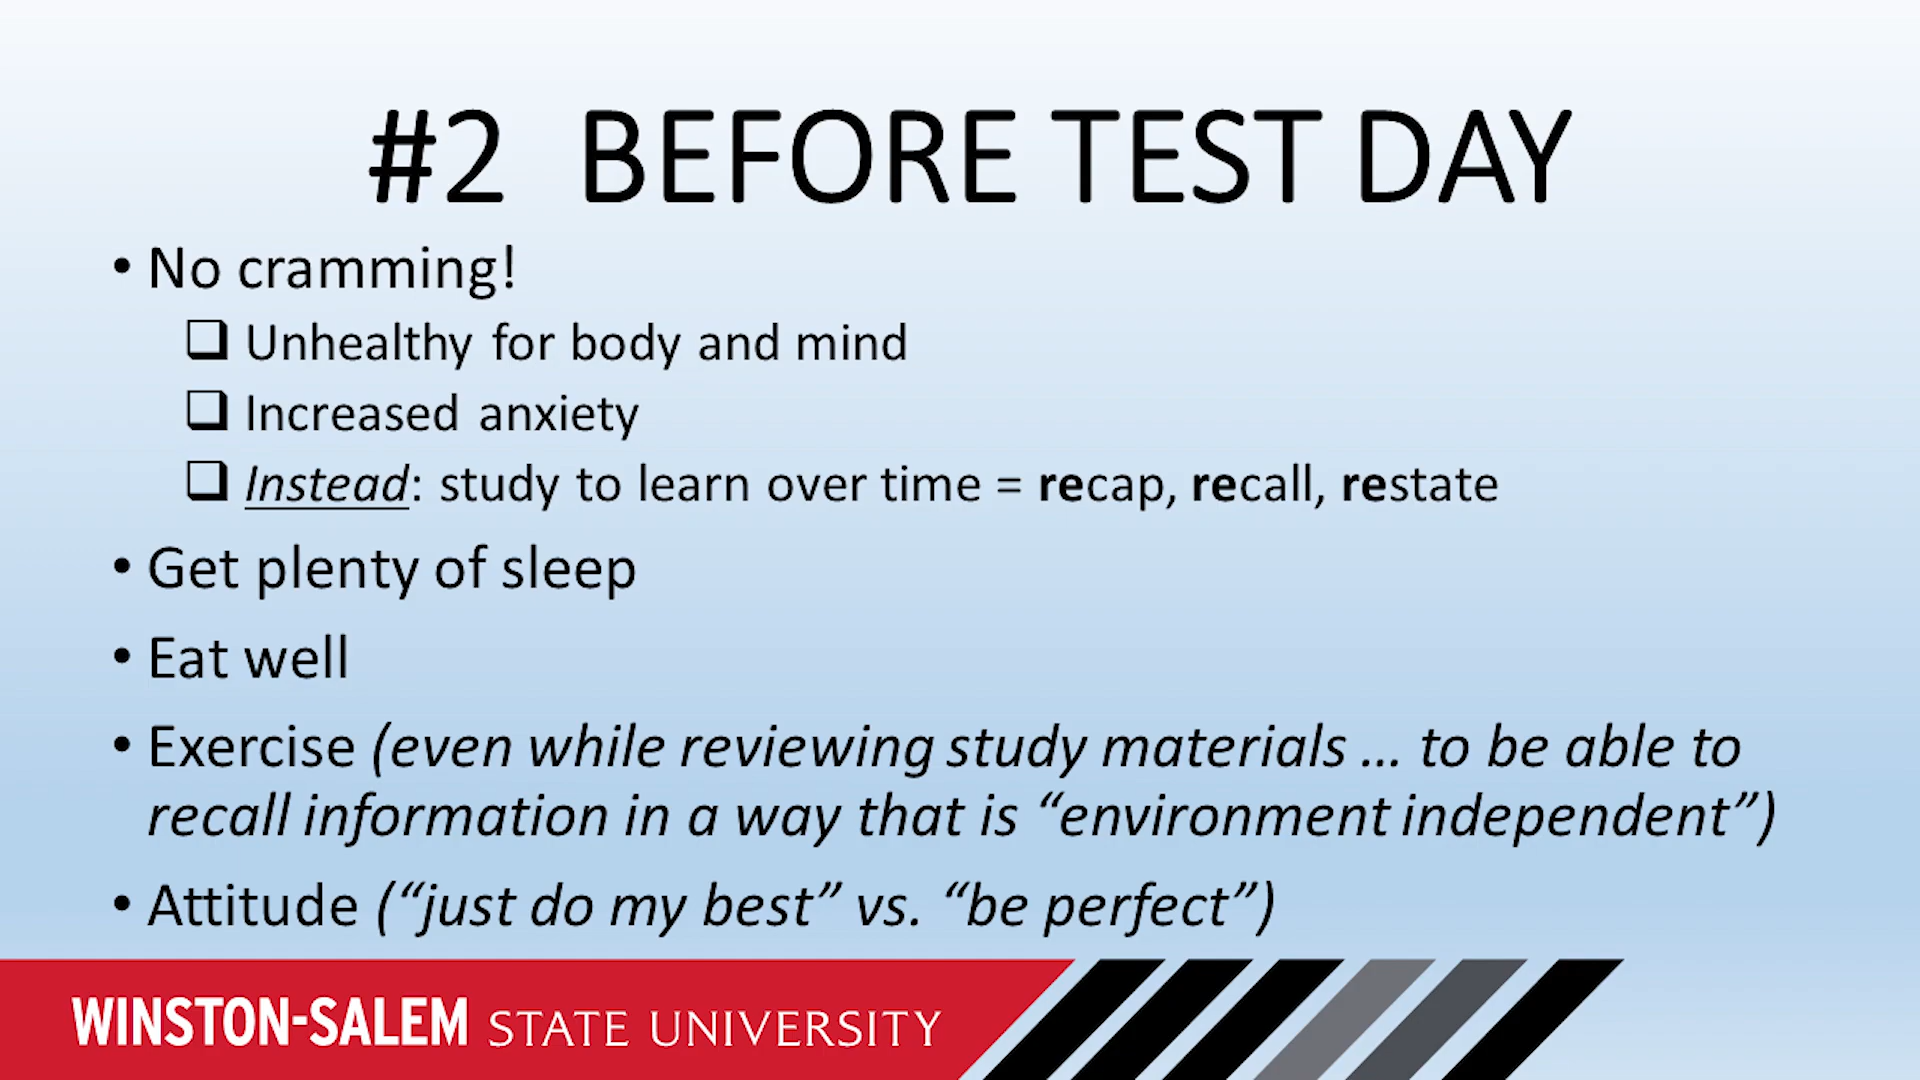 #2 BEFORE TEST DAY
• No cramming!
❑ Unhealthy for body and mind
❑ Increased anxiety
❑ Instead: study to learn over time = recap, recall, restate
• Get plenty of sleep
• Eat well
• Exercise (even while reviewing study materials … to be able to
recall information in a way that is “environment independent”)
• Attitude (“just do my best” vs. “be perfect”)
WINSTON-SALEM STATE UNIVERSITY